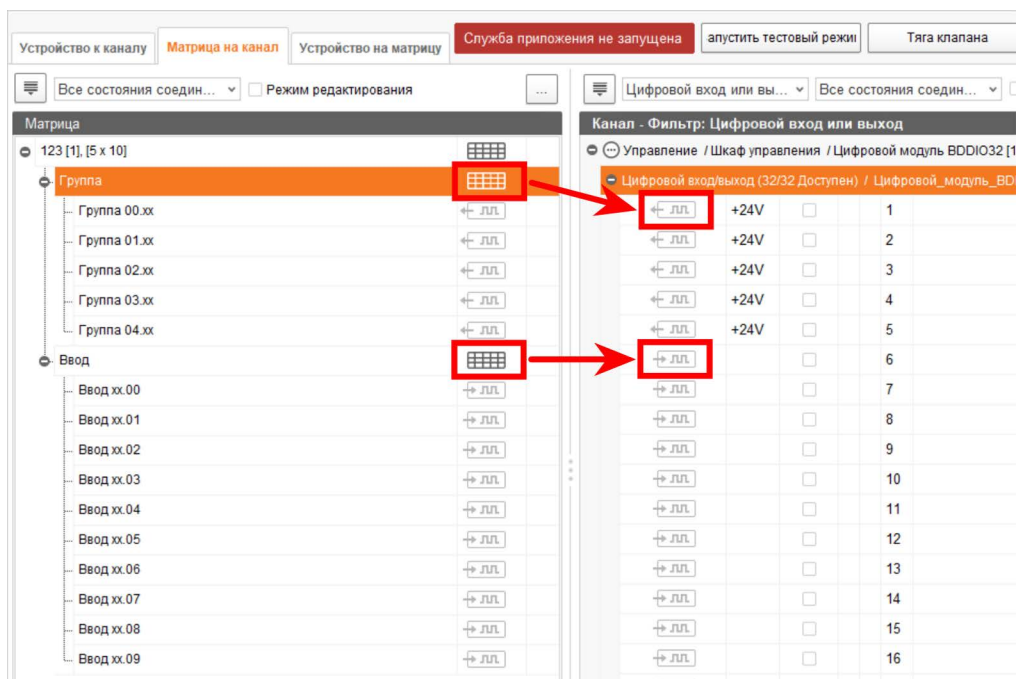 Устройство к каналу Матрица на канал Устройство на матрицу Служба приложения не запущена апустить тестовый режи Тяга клапана
Все состояния соедин... Режим редактирования ... Цифровой вход или вы... Все состояния соедин...
Матрица Канал - Фильтр: Цифровой вход или выход
123 [1], [5 x 10] Управление / Шкаф управления / Цифровой модуль BDDIO32 [1
Группа Цифровой вход/выход (32/32 Доступен) / Цифровой_модуль_BD
Группа 00.xx +24V 1
Группа 01.xx +24V 2
Группа 02.xx +24V 3
Группа 03.xx +24V 4
Группа 04.xx +24V 5
Ввод 6
Ввод xx.00 7
Ввод xx.01 8
Ввод xx.02 9
Ввод xx.03 10
Ввод xx.04 11
Ввод xx.05 12
Ввод xx.06 13
Ввод xx.07 14
Ввод xx.08 15
Ввод xx.09 16